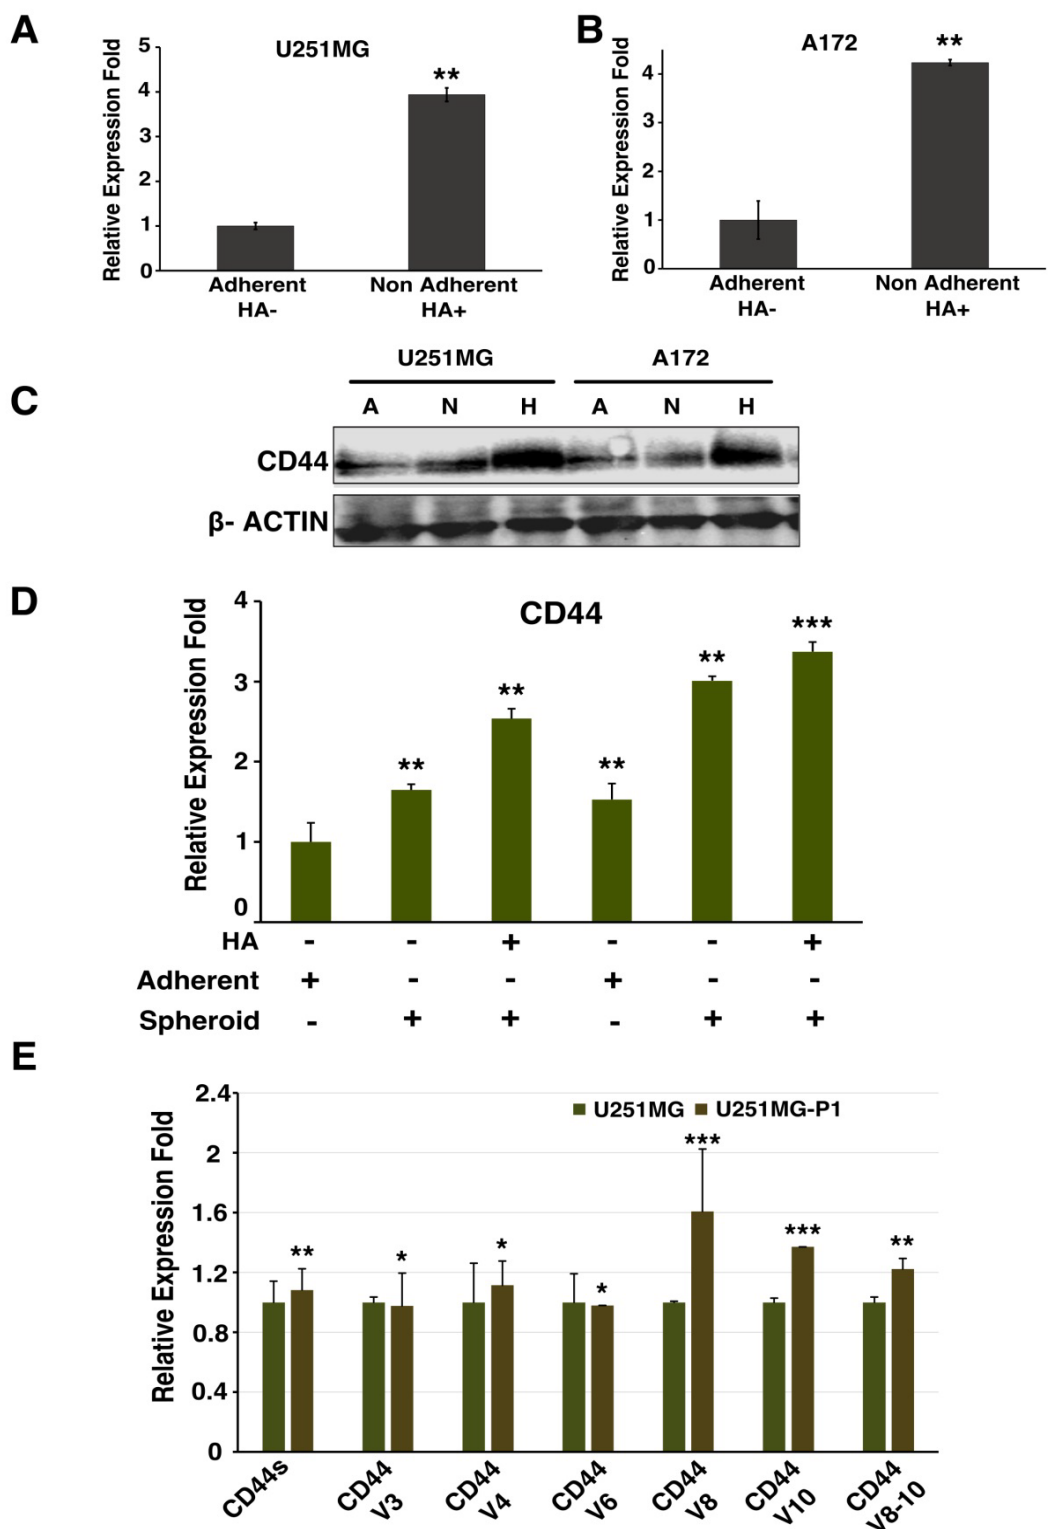 A
U251MG
Relative Expression Fold
5
4
3
2
1
0
**
Adherent
HA-
Non Adherent
HA+
B
A172
Relative Expression Fold
4
3
2
1
0
**
Adherent
HA-
Non Adherent
HA+
C
U251MG A172
A N H A N H
CD44
β- ACTIN
D
CD44
Relative Expression Fold
4
3
2
1
0
** ** ** ** ***
HA - - + - - +
Adherent + - - + - -
Spheroid - + + - + +
E
Relative Expression Fold
U251MG U251MG-P1
2.4
2
1.6
1.2
0.8
0.4
0
** * * * *** *** **
CD44s
CD44
V3
CD44
V4
CD44
V6
CD44
V8
CD44
V10
CD44
V8-10